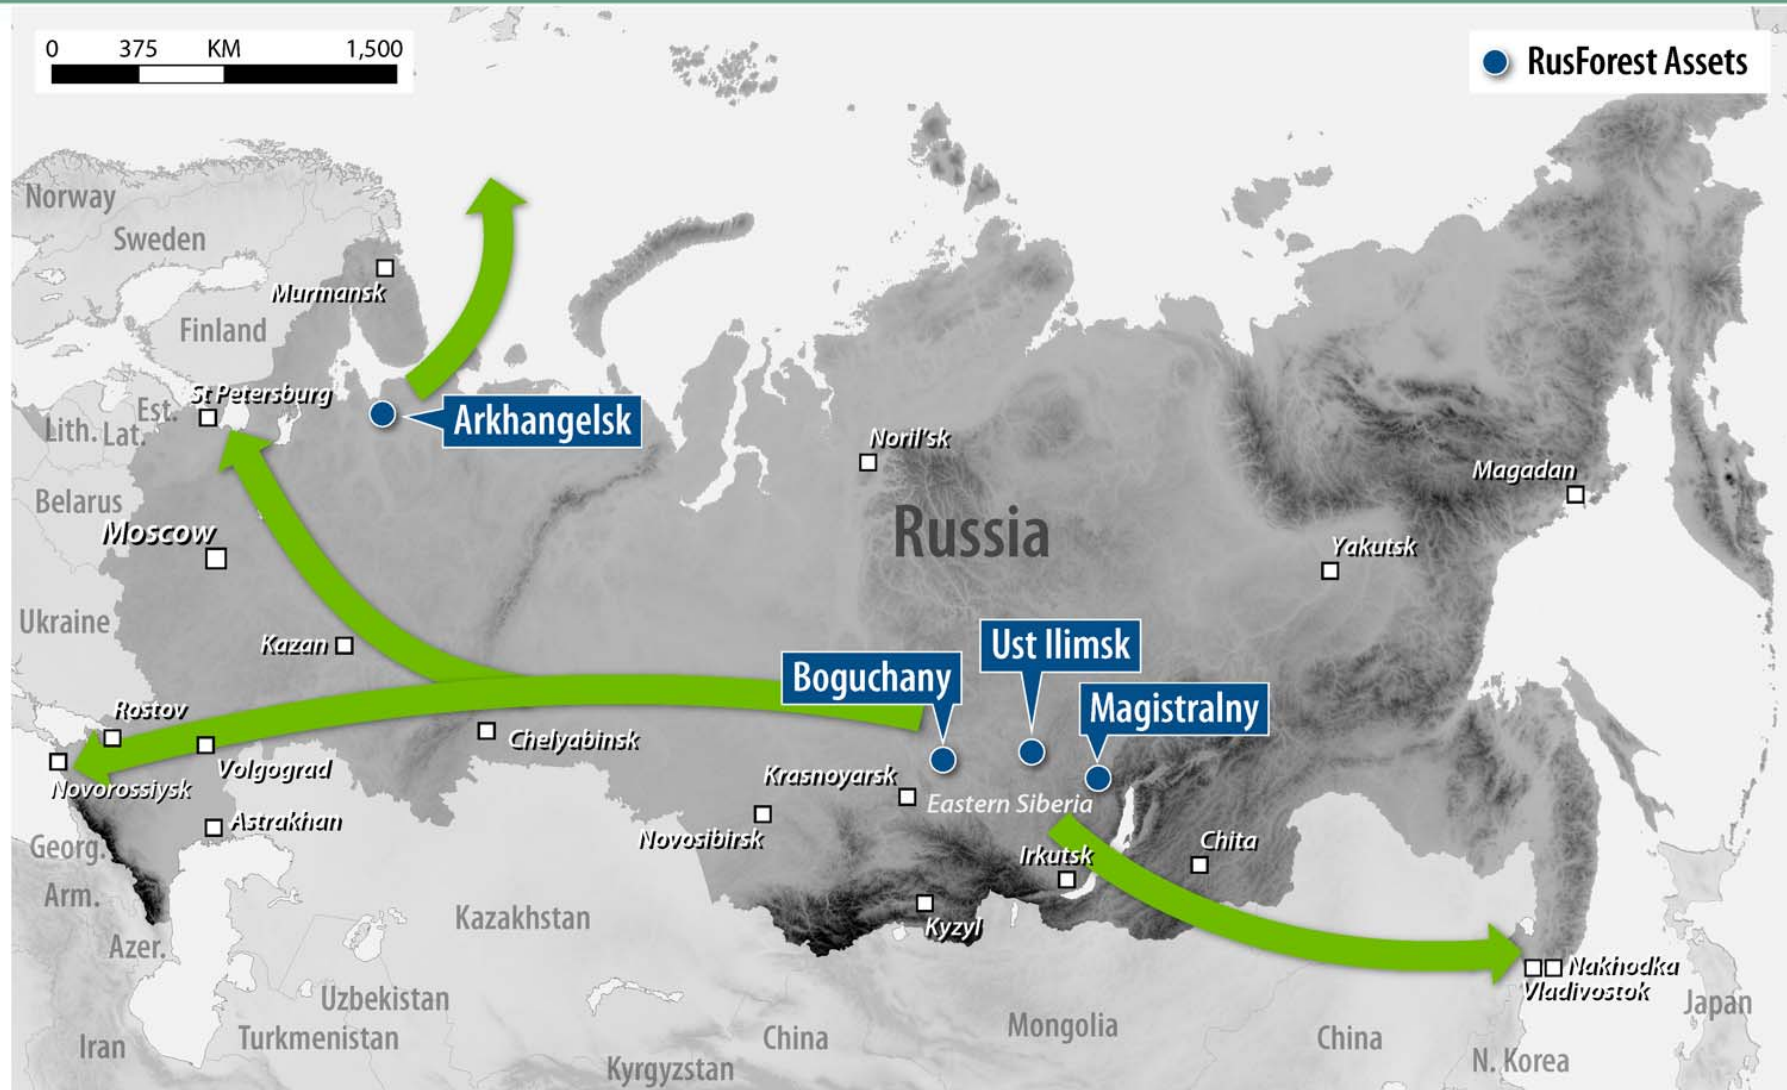 0 375 KM 1,500
RusForest Assets
Norway
Sweden
Murmansk
Finland
St Petersburg
Est.
Lith. Lat.
Arkhangelsk
Noril'sk
Magadan
Belarus
Moscow
Russia
Yakutsk
Ukraine
Kazan
Ust Ilimsk
Boguchany
Magistralny
Rostov
Chelyabinsk
Volgograd
Novorossiysk
Krasnoyarsk
Eastern Siberia
Astrakhan
Novosibirsk
Georg.
Irkutsk
Chita
Arm.
Kazakhstan
Kyzyl
Azer.
Nakhodka
Vladivostok
Uzbekistan
Japan
Turkmenistan
Mongolia
China
China
Iran
Kyrgyzstan
N. Korea